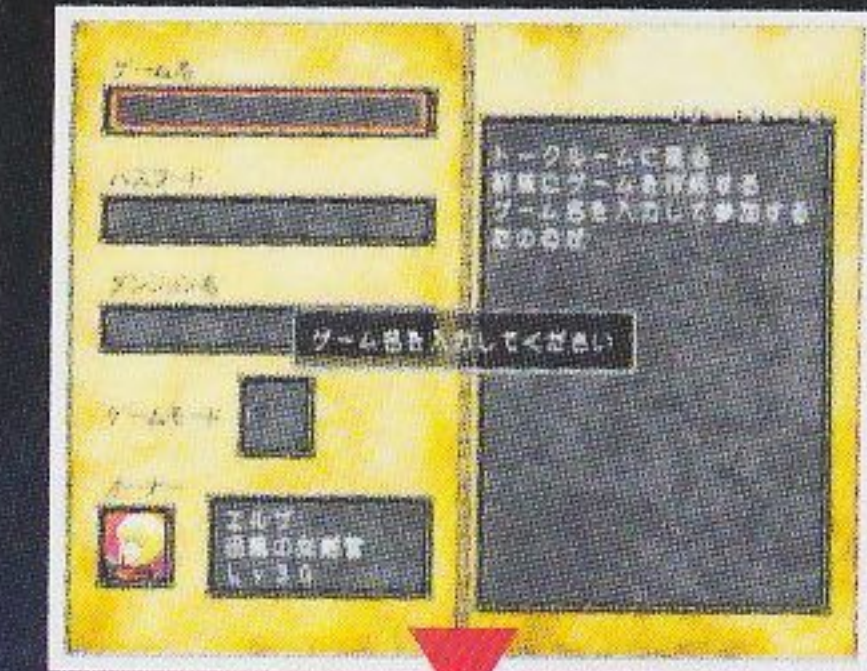 ゲーム名
パスワード
ダンジョン名
ゲームモード
オーナー
エルザ
Lv30
トークルームに戻る
新規にゲームを作成する
ゲーム名を入力して参加する
ゲーム名を入力してください